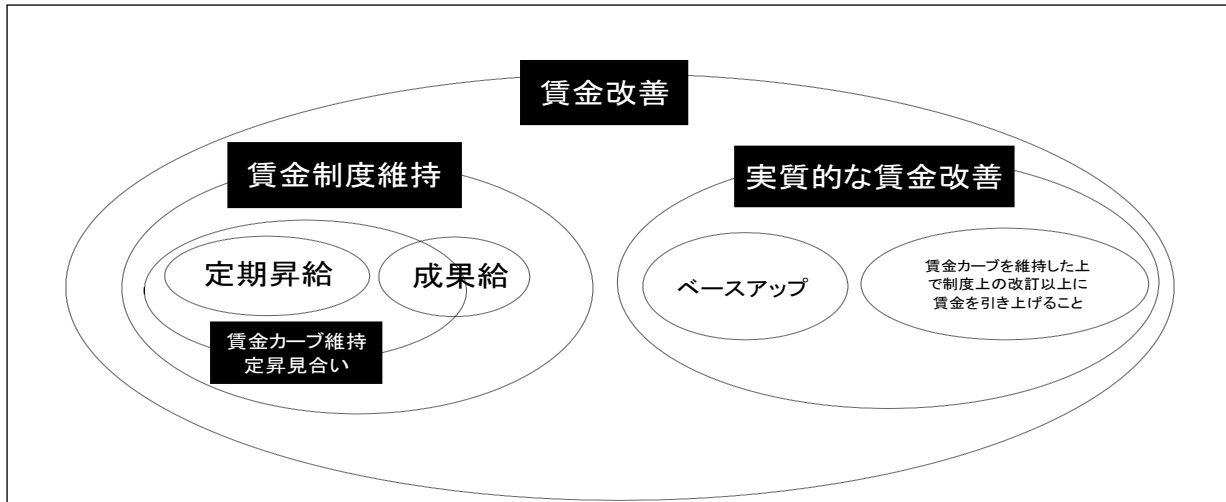 賃金改善
賃金制度維持
実質的な賃金改善
定期昇給
成果給
賃金カーブ維持
定昇見合い
ベースアップ
賃金カーブを維持した上
で制度上の改訂以上に
賃金を引き上げること